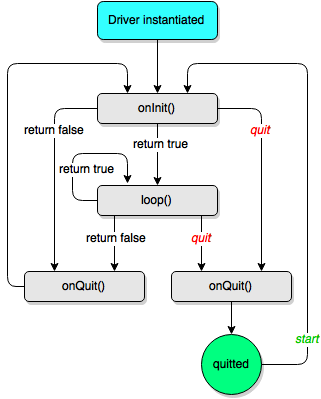 Driver instantiated
onInit()
return false
quit
return true
return true
loop()
return false
quit
onQuit()
onQuit()
start
quitted